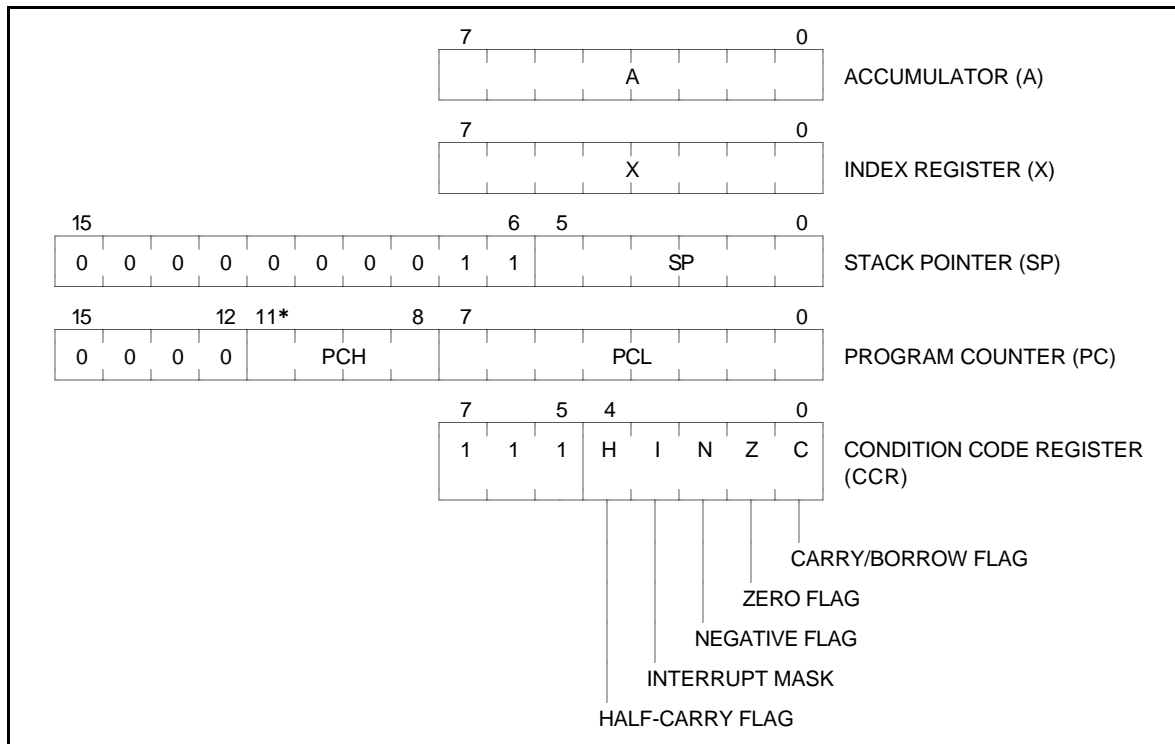 7 0
A ACCUMULATOR (A)
7 0
X INDEX REGISTER (X)
15 6 5 0
0 0 0 0 0 0 0 0 1 1 SP STACK POINTER (SP)
15 12 11* 8 7 0
0 0 0 0 PCH PCL PROGRAM COUNTER (PC)
7 5 4 0
1 1 1 H I N Z C CONDITION CODE REGISTER
(CCR)
CARRY/BORROW FLAG
ZERO FLAG
NEGATIVE FLAG
INTERRUPT MASK
HALF-CARRY FLAG